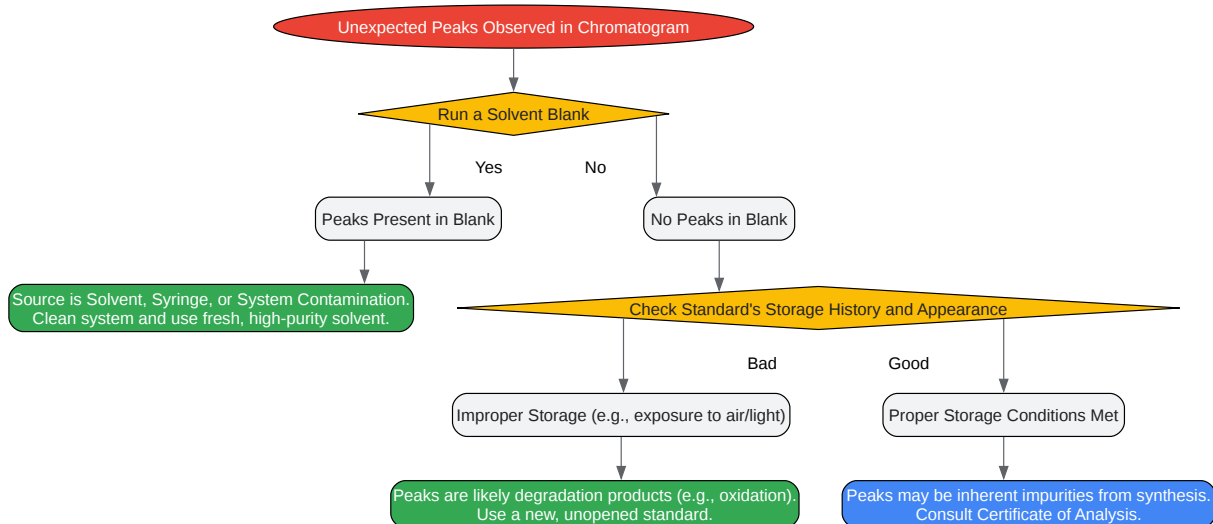 Unexpected Peaks Observed in Chromatogram
Run a Solvent Blank
Yes
No
Peaks Present in Blank
No Peaks in Blank
Source is Solvent, Syringe, or System Contamination.
Clean system and use fresh, high-purity solvent.
Check Standard's Storage History and Appearance
Bad
Good
Improper Storage (e.g., exposure to air/light)
Proper Storage Conditions Met
Peaks are likely degradation products (e.g., oxidation).
Use a new, unopened standard.
Peaks may be inherent impurities from synthesis.
Consult Certificate of Analysis.